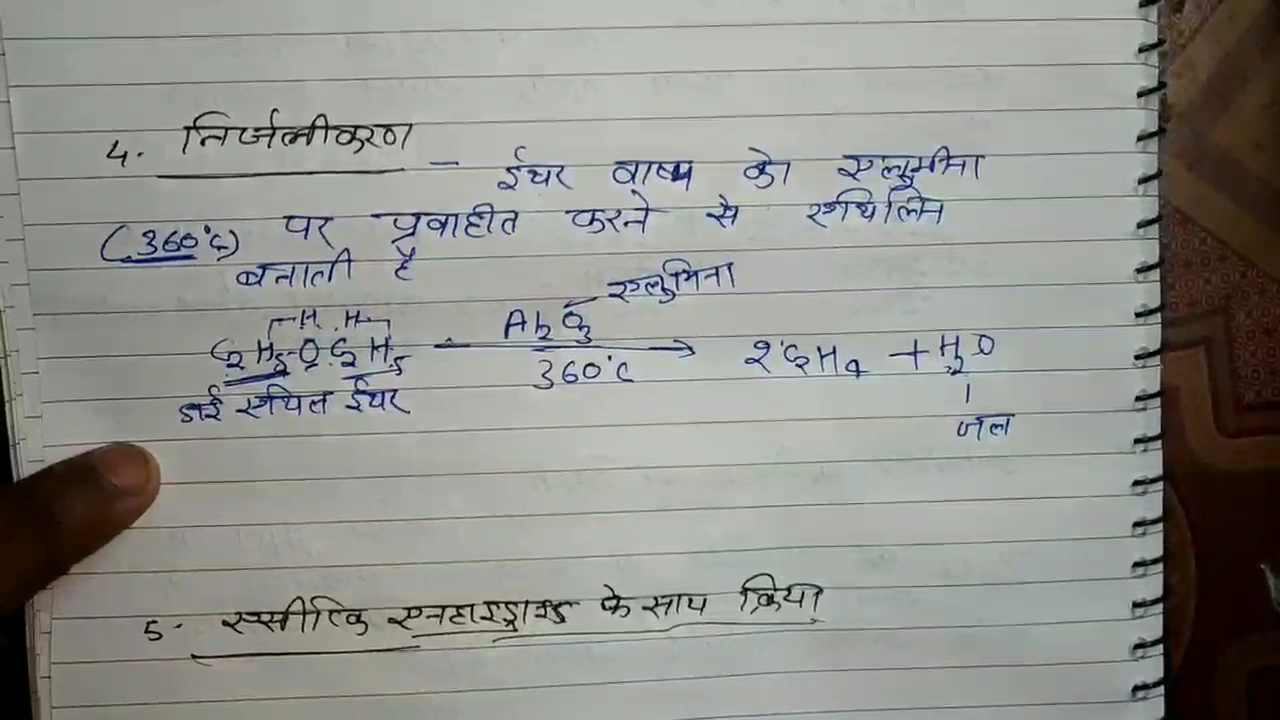 4. निर्जलीकरण - ईथर वाष्प को एलुमीना
(360°c) पर प्रवाहीत करने से एथिलिन
बनाती है
एलुमिना
H H
C2H5-O-C2H5 Al2O3 360°c → 2C2H4 + H2O
डाई एथिल ईथर
जल
5. एसीटिक एनहाइड्राइड के साथ क्रिया